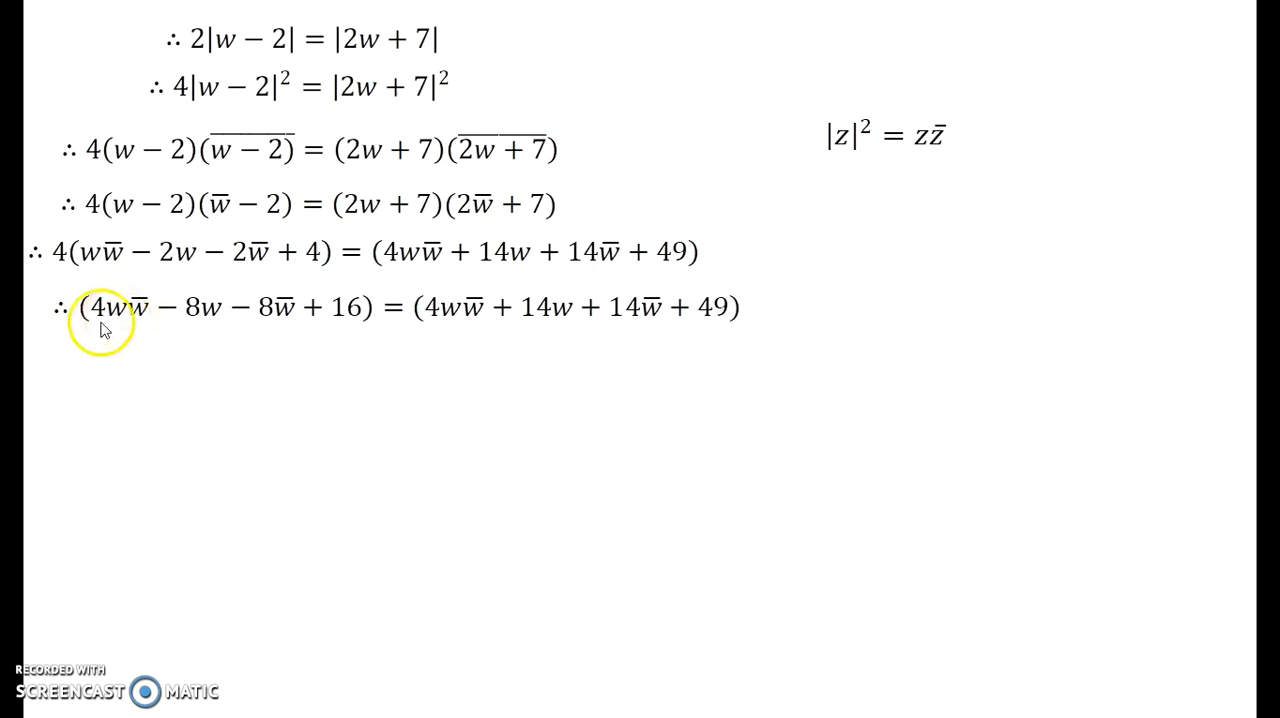 ∴ 2|w − 2| = |2w + 7|
∴ 4|w − 2|² = |2w + 7|²
|z|² = zz̄
∴ 4(w − 2)(w̅ ̅−̅ ̅2̅) = (2w + 7)(2̅w̅ ̅+̅ ̅7̅)
∴ 4(w − 2)(w̅ − 2) = (2w + 7)(2w̅ + 7)
∴ 4(ww̅ − 2w − 2w̅ + 4) = (4ww̅ + 14w + 14w̅ + 49)
∴ (4ww̅ − 8w − 8w̅ + 16) = (4ww̅ + 14w + 14w̅ + 49)
RECORDED WITH
SCREENCAST MATIC